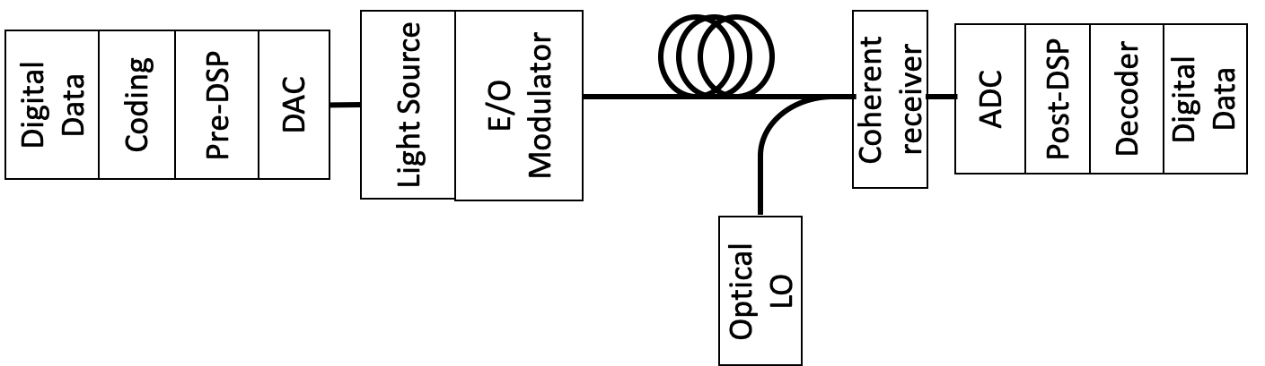 Digital
Data
Coding
Pre-DSP
DAC
Light Source
E/O
Modulator
Optical
LO
Coherent
receiver
ADC
Post-DSP
Decoder
Digital
Data